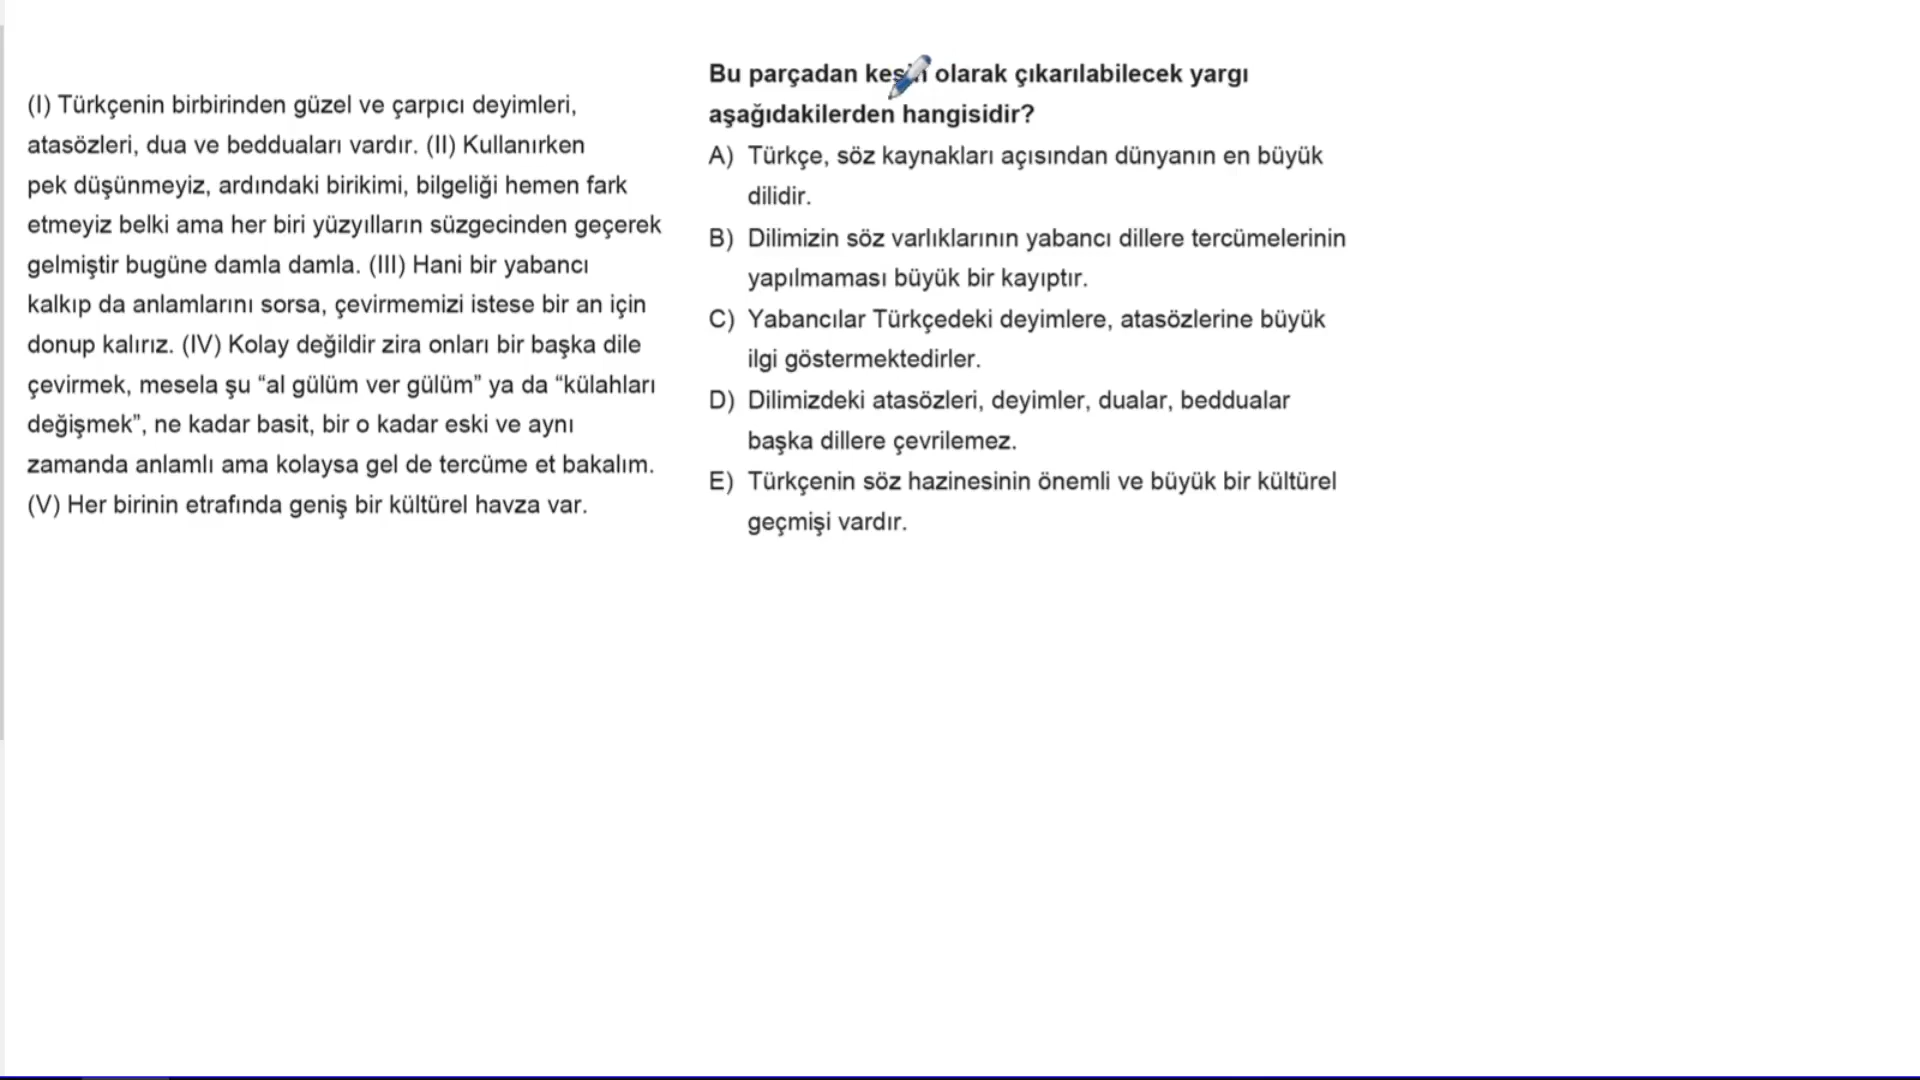 (I) Türkçenin birbirinden güzel ve çarpıcı deyimleri,
atasözleri, dua ve bedduaları vardır. (II) Kullanırken
pek düşünmeyiz, ardındaki birikimi, bilgeliği hemen fark
etmeyiz belki ama her biri yüzyılların süzgecinden geçerek
gelmiştir bugüne damla damla. (III) Hani bir yabancı
kalkıp da anlamlarını sorsa, çevirmemizi istese bir an için
donup kalırız. (IV) Kolay değildir zira onları bir başka dile
çevirmek, mesela şu “al gülüm ver gülüm” ya da “külahları
değişmek”, ne kadar basit, bir o kadar eski ve aynı
zamanda anlamlı ama kolaysa gel de tercüme et bakalım.
(V) Her birinin etrafında geniş bir kültürel havza var.
Bu parçadan kesin olarak çıkarılabilecek yargı
aşağıdakilerden hangisidir?
A) Türkçe, söz kaynakları açısından dünyanın en büyük
dilidir.
B) Dilimizin söz varlıklarının yabancı dillere tercümelerinin
yapılmaması büyük bir kayıptır.
C) Yabancılar Türkçedeki deyimlere, atasözlerine büyük
ilgi göstermektedirler.
D) Dilimizdeki atasözleri, deyimler, dualar, beddualar
başka dillere çevrilemez.
E) Türkçenin söz hazinesinin önemli ve büyük bir kültürel
geçmişi vardır.